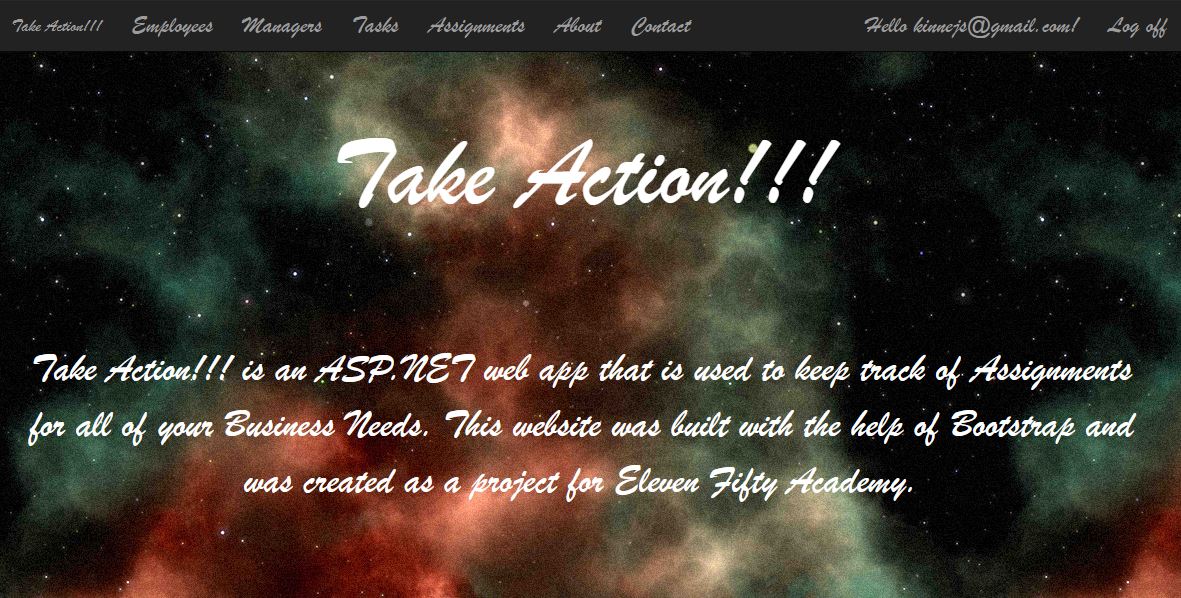 Take Action!!! Employees Managers Tasks Assignments About Contact Hello kinnejs@gmail.com! Log off
Take Action!!!
Take Action!!! is an ASP.NET web app that is used to keep track of Assignments
for all of your Business Needs. This website was built with the help of Bootstrap and
was created as a project for Eleven Fifty Academy.